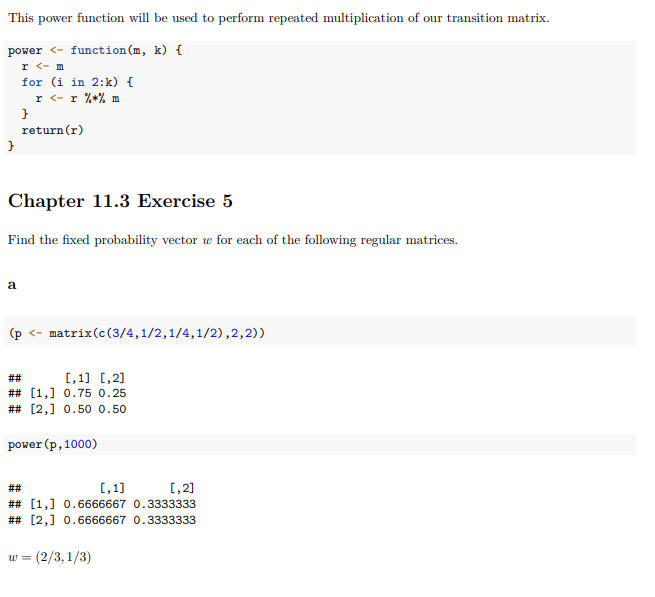 This power function will be used to perform repeated multiplication of our transition matrix.
power <- function(m, k) {
  r <- m
  for (i in 2:k) {
    r <- r %*% m
  }
  return(r)
}
Chapter 11.3 Exercise 5
Find the fixed probability vector w for each of the following regular matrices.
a
(p <- matrix(c(3/4,1/2,1/4,1/2),2,2))
##      [,1] [,2]
## [1,] 0.75 0.25
## [2,] 0.50 0.50
power(p,1000)
##           [,1]      [,2]
## [1,] 0.6666667 0.3333333
## [2,] 0.6666667 0.3333333
w = (2/3, 1/3)